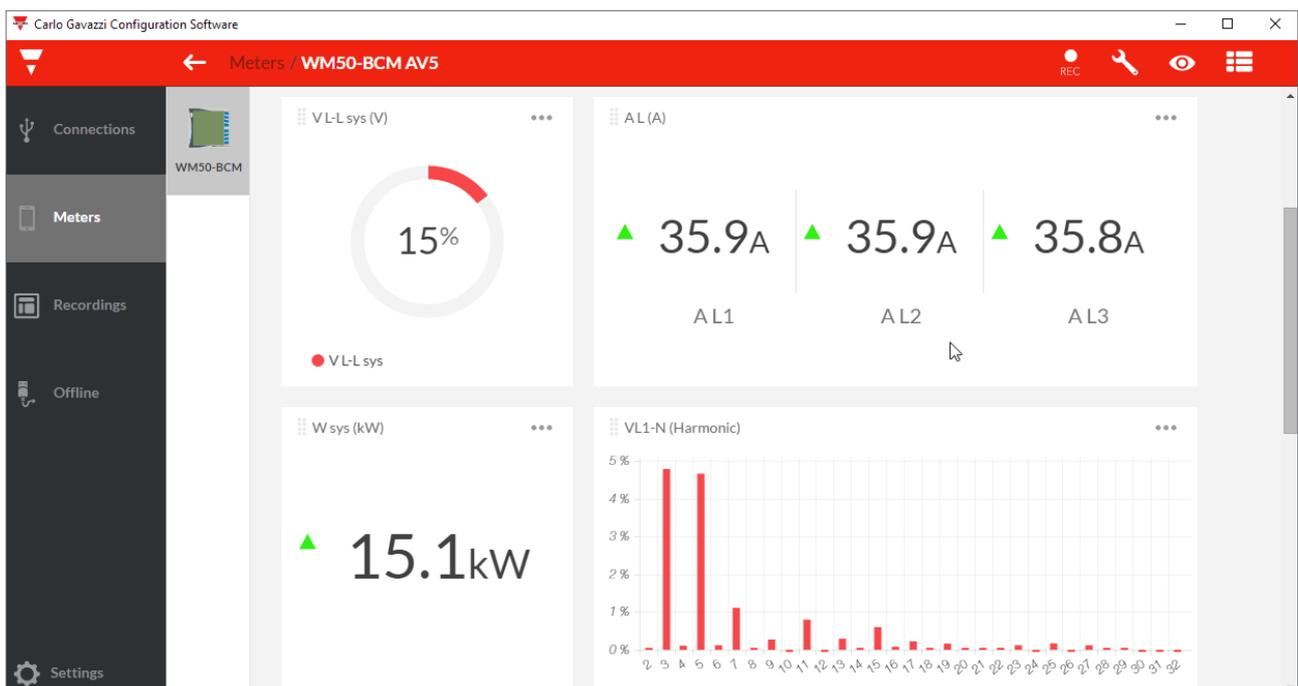 Carlo Gavazzi Configuration Software
Meters / WM50-BCM AV5
REC
Connections
Meters
Recordings
Offline
Settings
WM50-BCM
V L-L sys (V)
15%
V L-L sys
A L (A)
35.9A 35.9A 35.8A
A L1 A L2 A L3
W sys (kW)
15.1kW
VL1-N (Harmonic)
5 %
4 %
3 %
2 %
1 %
0 %
2 3 4 5 6 7 8 9 10 11 12 13 14 15 16 17 18 19 20 21 22 23 24 25 26 27 28 29 30 31 32